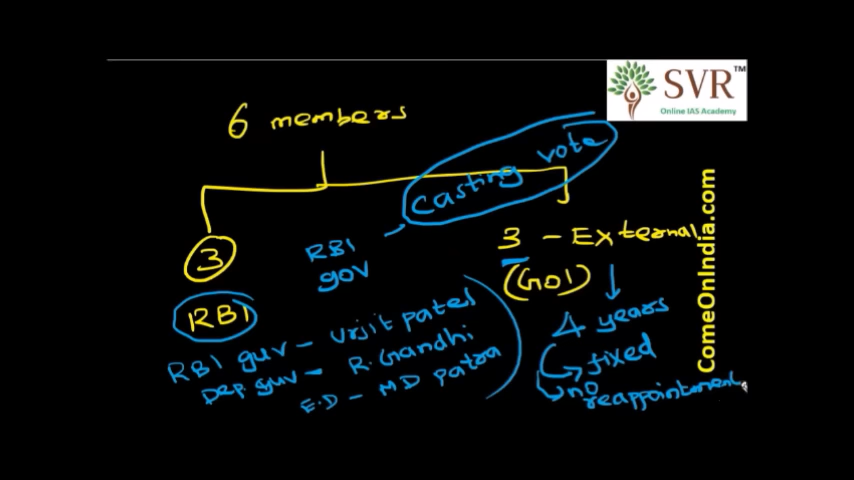 SVR™
Online IAS Academy
6 members
casting vote
3
RBI
RBI
gov
3 - External
(GOI)
4 years
fixed
no
reappointment
RBI guv - Urjit patel
Dep. guv - R. Gandhi
E.D - MD patra
ComeOnIndia.com